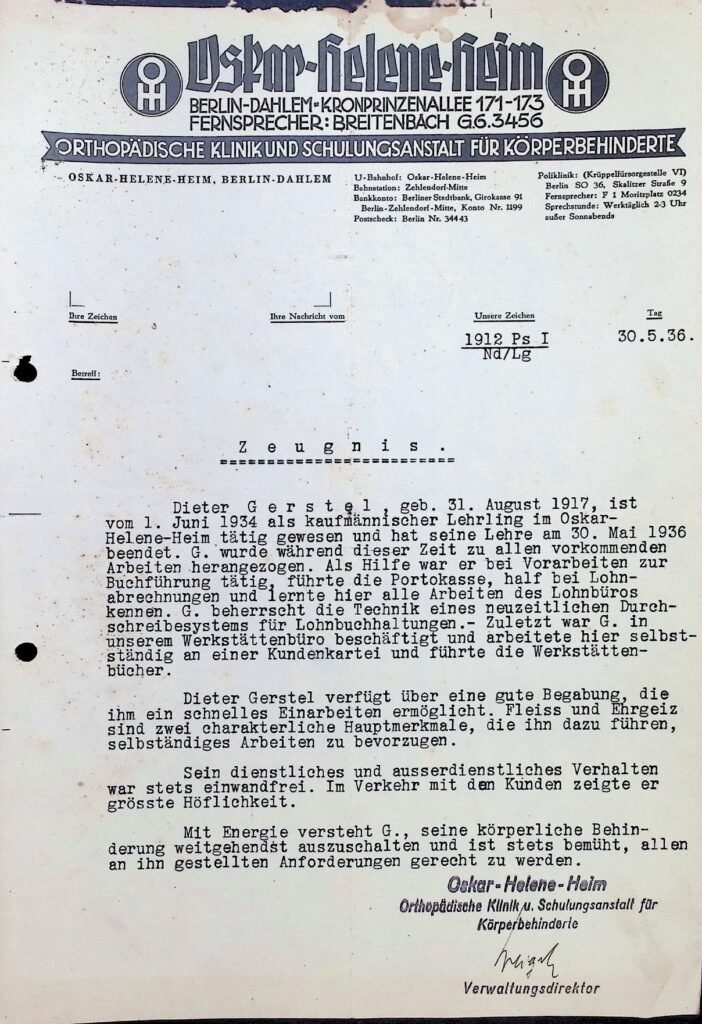 Oskar-Helene-Heim
BERLIN-DAHLEM=KRONPRINZENALLEE 171-173
FERNSPRECHER: BREITENBACH G.6.3456
ORTHOPÄDISCHE KLINIK UND SCHULUNGSANSTALT FÜR KÖRPERBEHINDERTE
OSKAR-HELENE-HEIM, BERLIN-DAHLEM
U-Bahnhof: Oskar-Helene-Heim
Bahnstation: Zehlendorf-Mitte
Bankkonto: Berliner Stadtbank, Girokasse 91
Berlin-Zehlendorf-Mitte, Konto Nr. 1199
Postscheck: Berlin Nr. 34443
Poliklinik: (Krüppelfürsorgestelle VI)
Berlin SO 36, Skalitzer Straße 9
Fernsprecher: F 1 Moritzplatz 0234
Sprechstunde: Werktäglich 2-3 Uhr
außer Sonnabends
Ihre Zeichen
Ihre Nachricht vom
Unsere Zeichen
Tag
1912 Ps I
Nd/Lg
30.5.36.
Betreff:
Zeugnis.
Dieter Gerstel, geb. 31. August 1917, ist
vom 1. Juni 1934 als kaufmännischer Lehrling im Oskar-
Helene-Heim tätig gewesen und hat seine Lehre am 30. Mai 1936
beendet. G. wurde während dieser Zeit zu allen vorkommenden
Arbeiten herangezogen. Als Hilfe war er bei Vorarbeiten zur
Buchführung tätig, führte die Portokasse, half bei Lohn-
abrechnungen und lernte hier alle Arbeiten des Lohnbüros
kennen. G. beherrscht die Technik eines neuzeitlichen Durch-
schreibesystems für Lohnbuchhaltungen.- Zuletzt war G. in
unserem Werkstättenbüro beschäftigt und arbeitete hier selbst-
ständig an einer Kundenkartei und führte die Werkstätten-
bücher.
Dieter Gerstel verfügt über eine gute Begabung, die
ihm ein schnelles Einarbeiten ermöglicht. Fleiss und Ehrgeiz
sind zwei charakterliche Hauptmerkmale, die ihn dazu führen,
selbständiges Arbeiten zu bevorzugen.
Sein dienstliches und ausserdienstliches Verhalten
war stets einwandfrei. Im Verkehr mit den Kunden zeigte er
grösste Höflichkeit.
Mit Energie versteht G., seine körperliche Behin-
derung weitgehendst auszuschalten und ist stets bemüht, allen
an ihn gestellten Anforderungen gerecht zu werden.
Oskar-Helene-Heim
Orthopädische Klinik u. Schulungsanstalt für
Körperbehinderte
Verwaltungsdirektor